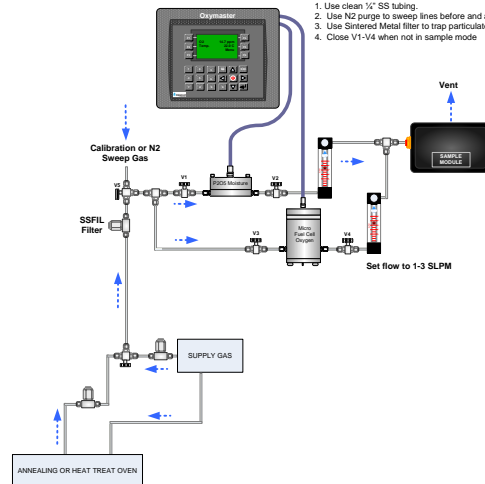 1. Use clean ¼" SS tubing.
2. Use N2 purge to sweep lines before and a
3. Use Sintered Metal filter to trap particulate
4. Close V1-V4 when not in sample mode
Oxymaster
Vent
SAMPLE
MODULE
Calibration or N2
Sweep Gas
V5
V1
P2O5 Moisture
V2
SSFIL
Filter
V3
Micro
Fuel Cell
Oxygen
V4
Set flow to 1-3 SLPM
SUPPLY GAS
ANNEALING OR HEAT TREAT OVEN